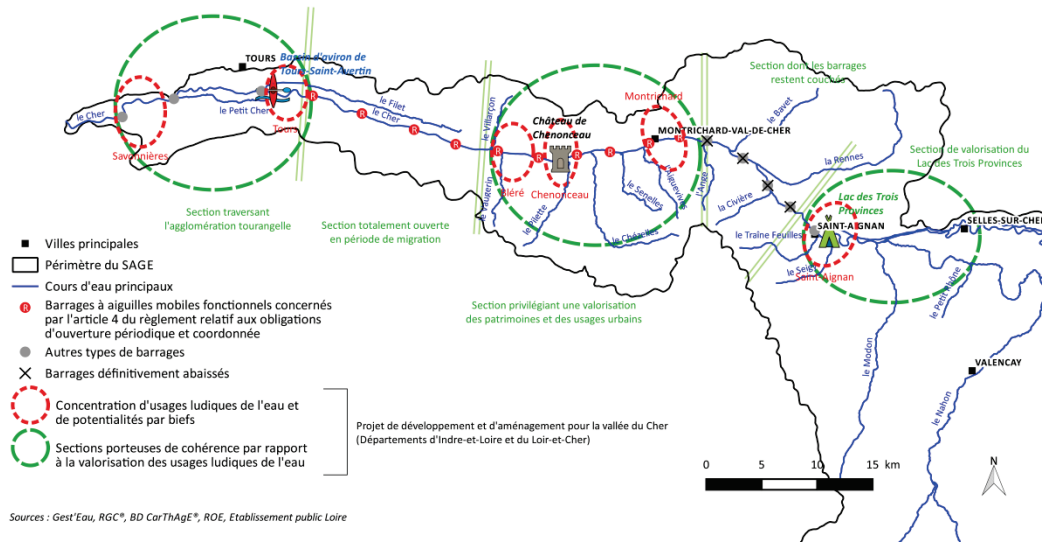 TOURS
Bassin d'aviron de
Tours-Saint-Avertin
le Cher
le Petit Cher
le Filet
le Cher
Tours
Savonnières
Section traversant
l'agglomération tourangelle
Section totalement ouverte
en période de migration
le Villarçon
le Vaugerin
Bléré
Château de
Chenonceau
Chenonceau
le Senelles
le Chézelles
Montrichard
MONTRICHARD-VAL-DE-CHER
l'Ange
Section privilégiant une valorisation
des patrimoines et des usages urbains
Section dont les barrages
restent couchés
le Bavet
la Rennes
la Civière
le Traîne Feuilles
le Seigy
Section de valorisation du
Lac des Trois Provinces
Lac des Trois
Provinces
SAINT-AIGNAN
Saint-Aignan
SELLES-SUR-CHER
le Petit Rhône
le Modon
VALENCAY
le Nahon
Villes principales
Périmètre du SAGE
Cours d'eau principaux
R
Barrages à aiguilles mobiles fonctionnels concernés
par l'article 4 du règlement relatif aux obligations
d'ouverture périodique et coordonnée
Autres types de barrages
Barrages définitivement abaissés
Concentration d'usages ludiques de l'eau et
de potentialités par biefs
Sections porteuses de cohérence par rapport
à la valorisation des usages ludiques de l'eau
Projet de développement et d'aménagement pour la vallée du Cher
(Départements d'Indre-et-Loire et du Loir-et-Cher)
0 5 10 15 km
N
Sources : Gest'Eau, RGC®, BD CarThAgE®, ROE, Etablissement public Loire